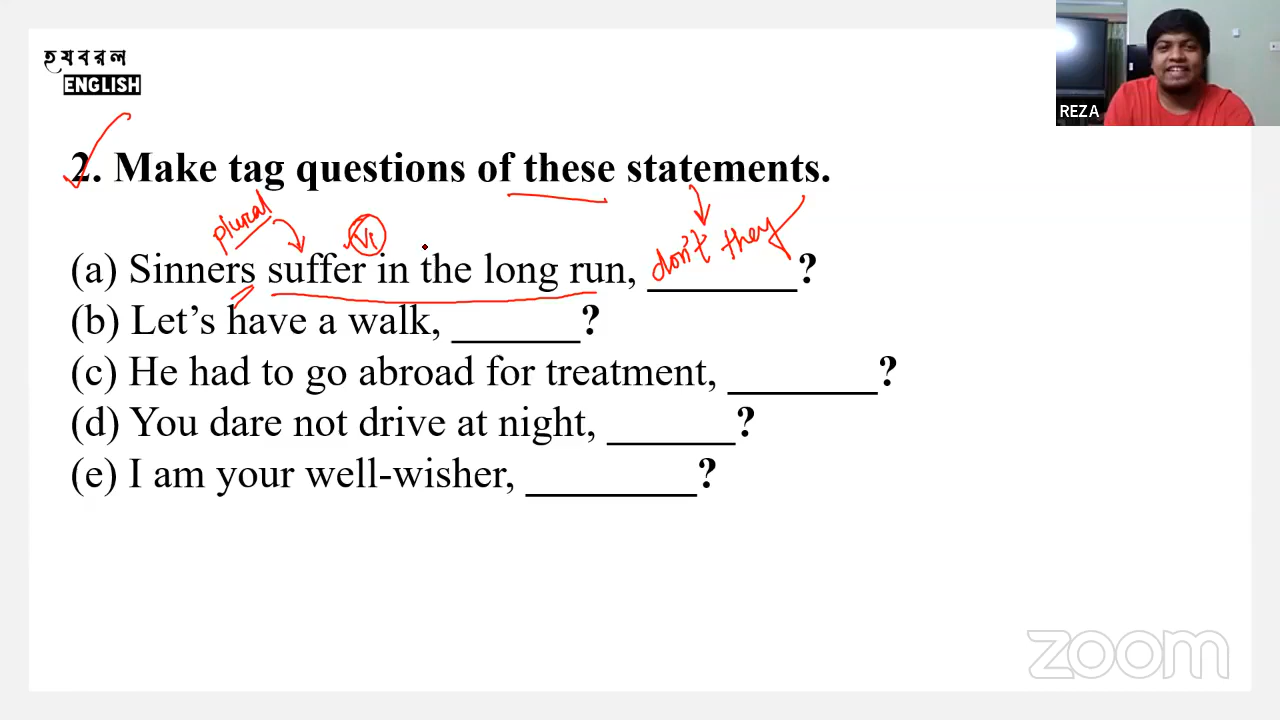 হ য ব র ল
ENGLISH
REZA
2. Make tag questions of these statements.
plural
V1
don't they
(a) Sinners suffer in the long run, ________?
(b) Let's have a walk, _______?
(c) He had to go abroad for treatment, ________?
(d) You dare not drive at night, _______?
(e) I am your well-wisher, _________?
zoom